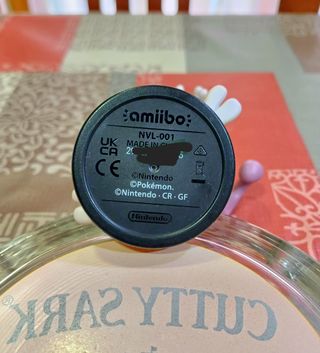 amiibo
NVL-001
MADE IN
UK
CA
CE
©Nintendo
©Pokémon.
©Nintendo・CR・GF
Nintendo
CUTTY SARK®